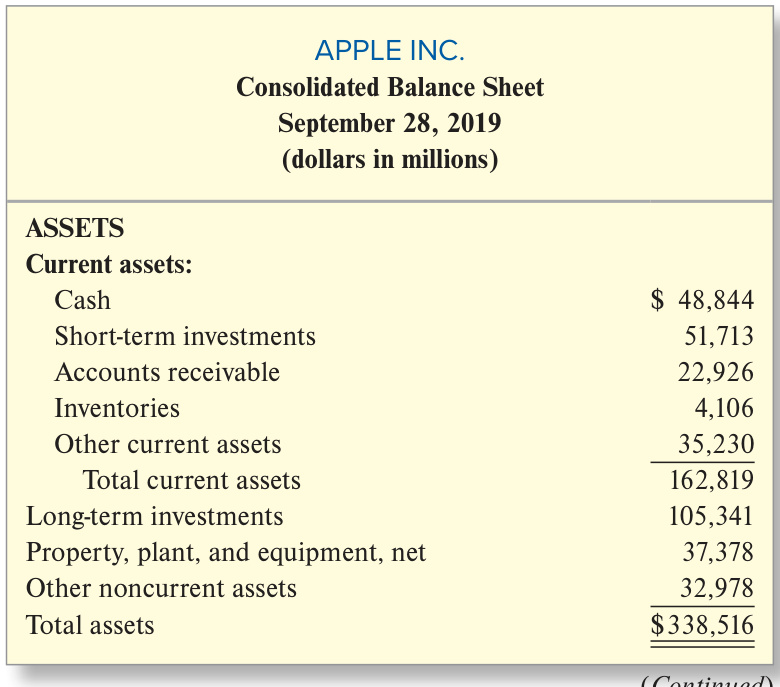 APPLE INC.
Consolidated Balance Sheet
September 28, 2019
(dollars in millions)
ASSETS
Current assets:
Cash $ 48,844
Short-term investments 51,713
Accounts receivable 22,926
Inventories 4,106
Other current assets 35,230
Total current assets 162,819
Long-term investments 105,341
Property, plant, and equipment, net 37,378
Other noncurrent assets 32,978
Total assets $338,516
(Continued)